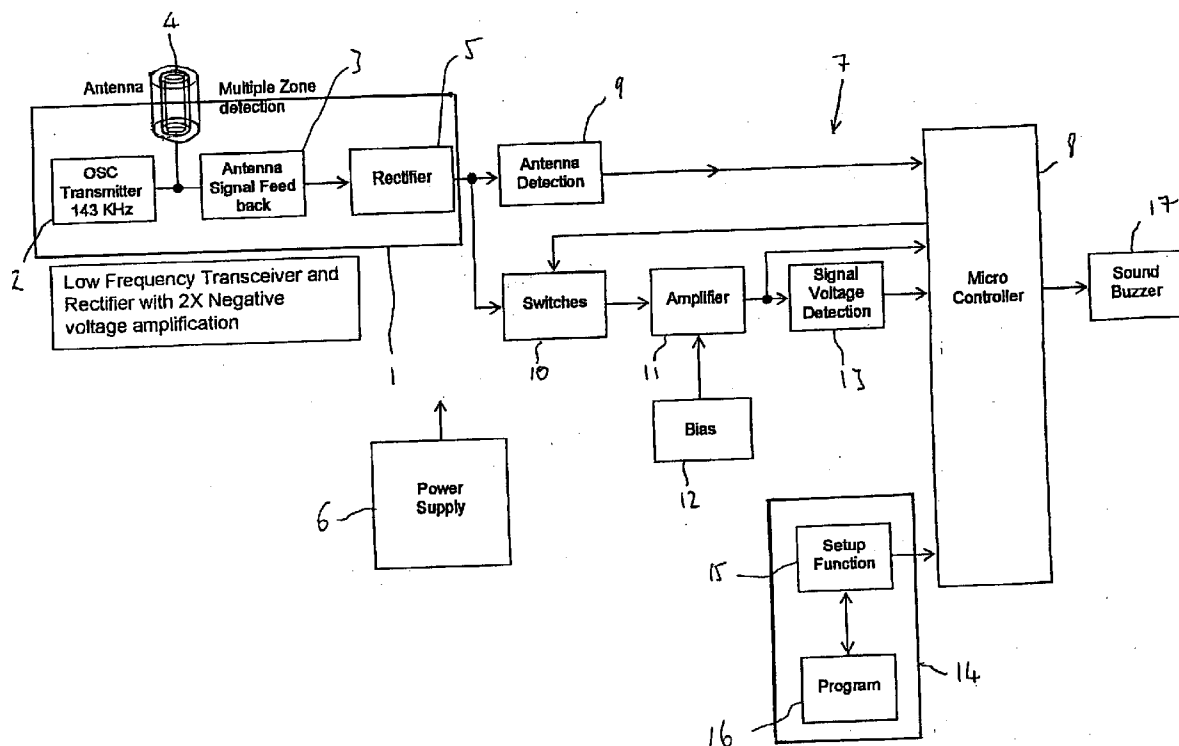 4
3
5
7
Antenna
Multiple Zone
detection
9
8
OSC
Transmitter
143 KHz
Antenna
Signal Feed
back
Rectifier
Antenna
Detection
17
2
Low Frequency Transceiver and
Rectifier with 2X Negative
voltage amplification
Switches
Amplifier
Signal
Voltage
Detection
Micro
Controller
Sound
Buzzer
1
10
11
13
Bias
12
6
Power
Supply
15
Setup
Function
14
Program
16